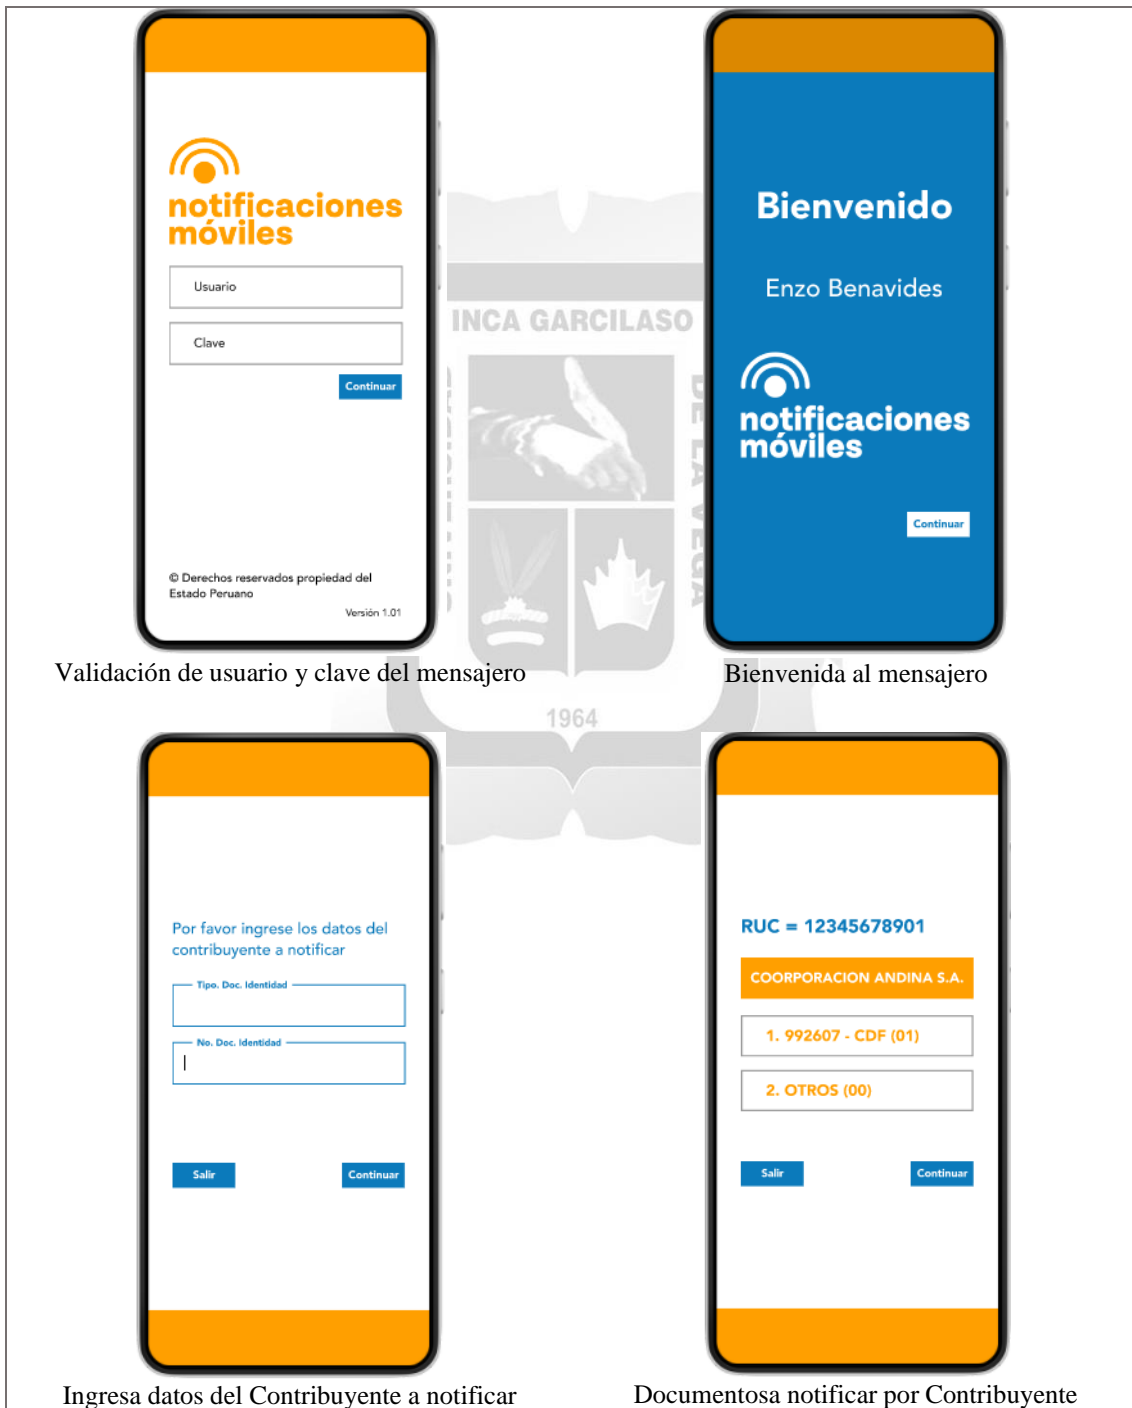 notificaciones
móviles
Usuario
Clave
Continuar
© Derechos reservados propiedad del
Estado Peruano
Versión 1.01
Validación de usuario y clave del mensajero
Bienvenido
Enzo Benavides
notificaciones
móviles
Continuar
Bienvenida al mensajero
INCA GARCILASO
DE LA VEGA
1964
Por favor ingrese los datos del
contribuyente a notificar
Tipo. Doc. Identidad
No. Doc. Identidad
Salir
Continuar
Ingresa datos del Contribuyente a notificar
RUC = 12345678901
COORPORACION ANDINA S.A.
1. 992607 - CDF (01)
2. OTROS (00)
Salir
Continuar
Documentosa notificar por Contribuyente